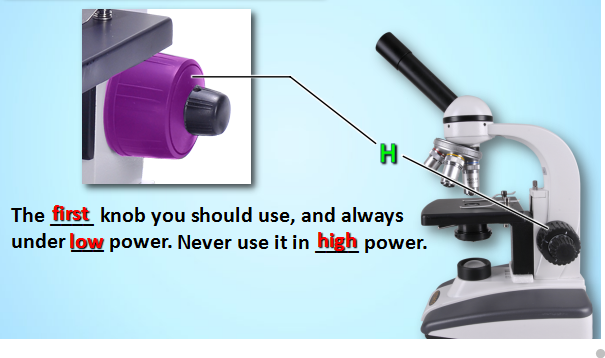 H
The first knob you should use, and always
under low power. Never use it in high power.